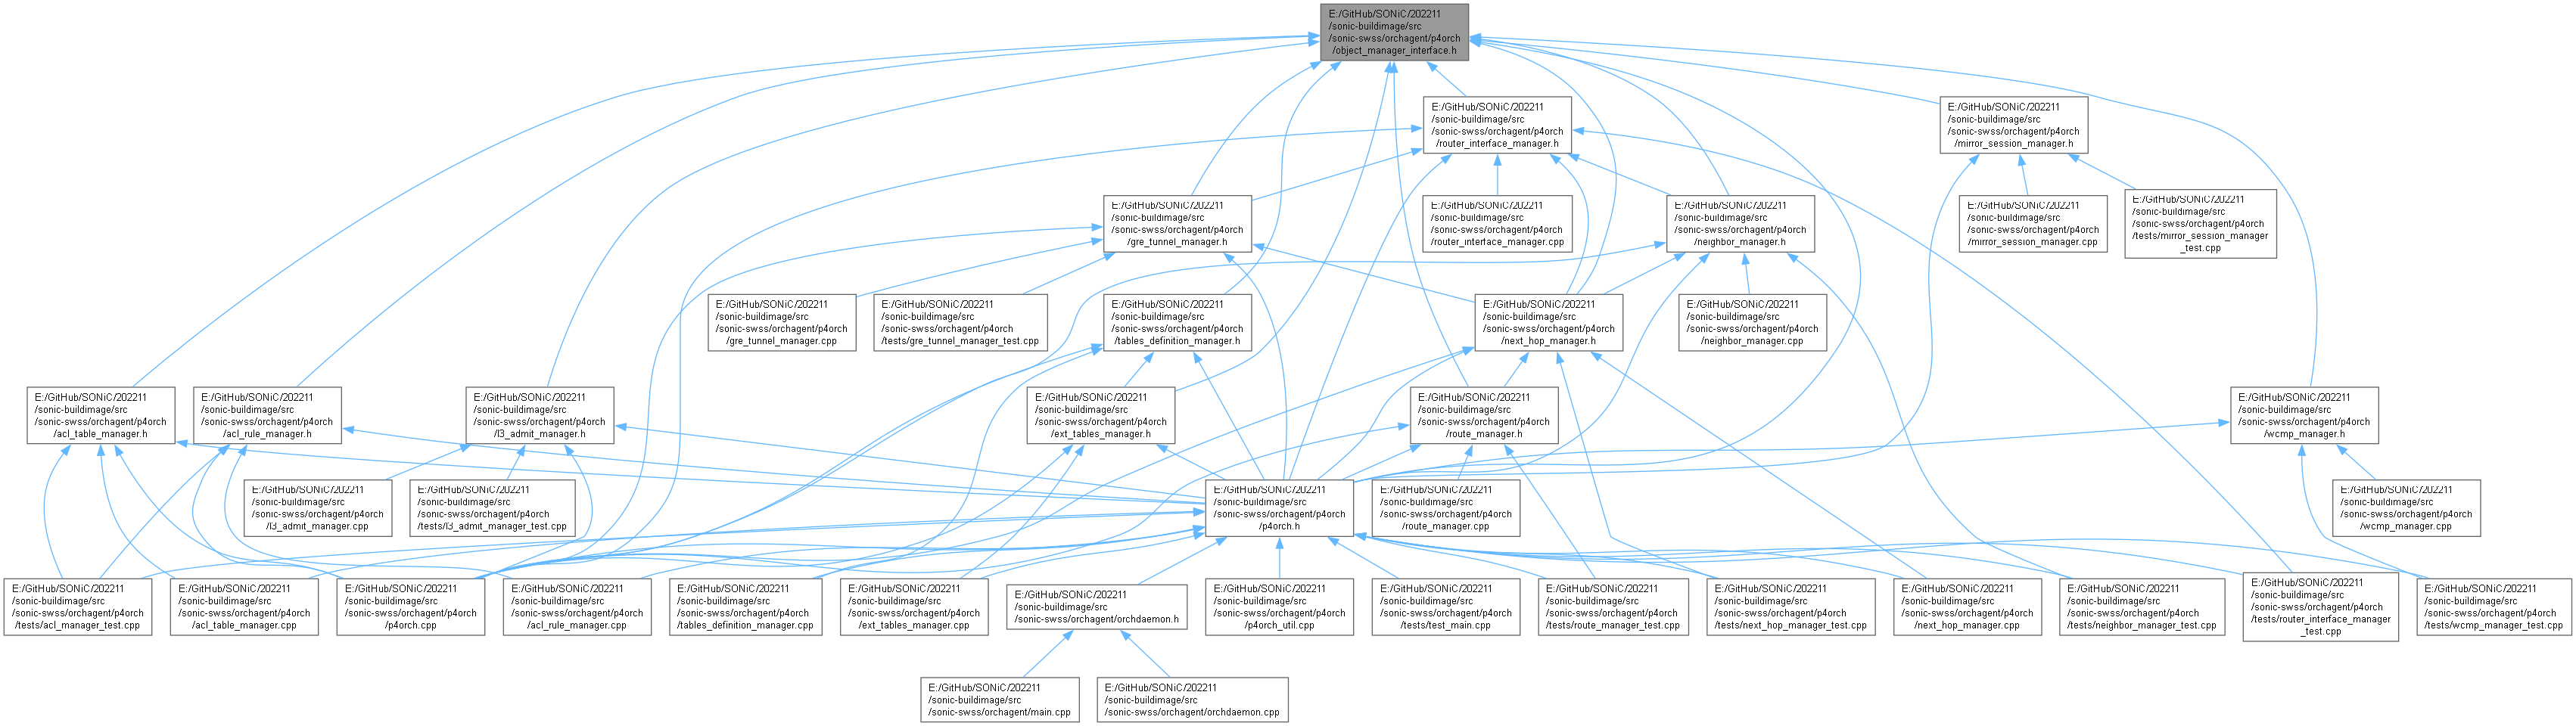 E:/GitHub/SONiC/202211
/sonic-buildimage/src
/sonic-swss/orchagent/p4orch
/object_manager_interface.h
E:/GitHub/SONiC/202211
/sonic-buildimage/src
/sonic-swss/orchagent/p4orch
/router_interface_manager.h
E:/GitHub/SONiC/202211
/sonic-buildimage/src
/sonic-swss/orchagent/p4orch
/mirror_session_manager.h
E:/GitHub/SONiC/202211
/sonic-buildimage/src
/sonic-swss/orchagent/p4orch
/gre_tunnel_manager.h
E:/GitHub/SONiC/202211
/sonic-buildimage/src
/sonic-swss/orchagent/p4orch
/router_interface_manager.cpp
E:/GitHub/SONiC/202211
/sonic-buildimage/src
/sonic-swss/orchagent/p4orch
/neighbor_manager.h
E:/GitHub/SONiC/202211
/sonic-buildimage/src
/sonic-swss/orchagent/p4orch
/mirror_session_manager.cpp
E:/GitHub/SONiC/202211
/sonic-buildimage/src
/sonic-swss/orchagent/p4orch
/tests/mirror_session_manager
_test.cpp
E:/GitHub/SONiC/202211
/sonic-buildimage/src
/sonic-swss/orchagent/p4orch
/gre_tunnel_manager.cpp
E:/GitHub/SONiC/202211
/sonic-buildimage/src
/sonic-swss/orchagent/p4orch
/tests/gre_tunnel_manager_test.cpp
E:/GitHub/SONiC/202211
/sonic-buildimage/src
/sonic-swss/orchagent/p4orch
/tables_definition_manager.h
E:/GitHub/SONiC/202211
/sonic-buildimage/src
/sonic-swss/orchagent/p4orch
/next_hop_manager.h
E:/GitHub/SONiC/202211
/sonic-buildimage/src
/sonic-swss/orchagent/p4orch
/neighbor_manager.cpp
E:/GitHub/SONiC/202211
/sonic-buildimage/src
/sonic-swss/orchagent/p4orch
/acl_table_manager.h
E:/GitHub/SONiC/202211
/sonic-buildimage/src
/sonic-swss/orchagent/p4orch
/acl_rule_manager.h
E:/GitHub/SONiC/202211
/sonic-buildimage/src
/sonic-swss/orchagent/p4orch
/l3_admit_manager.h
E:/GitHub/SONiC/202211
/sonic-buildimage/src
/sonic-swss/orchagent/p4orch
/ext_tables_manager.h
E:/GitHub/SONiC/202211
/sonic-buildimage/src
/sonic-swss/orchagent/p4orch
/route_manager.h
E:/GitHub/SONiC/202211
/sonic-buildimage/src
/sonic-swss/orchagent/p4orch
/wcmp_manager.h
E:/GitHub/SONiC/202211
/sonic-buildimage/src
/sonic-swss/orchagent/p4orch
/l3_admit_manager.cpp
E:/GitHub/SONiC/202211
/sonic-buildimage/src
/sonic-swss/orchagent/p4orch
/tests/l3_admit_manager_test.cpp
E:/GitHub/SONiC/202211
/sonic-buildimage/src
/sonic-swss/orchagent/p4orch
/p4orch.h
E:/GitHub/SONiC/202211
/sonic-buildimage/src
/sonic-swss/orchagent/p4orch
/route_manager.cpp
E:/GitHub/SONiC/202211
/sonic-buildimage/src
/sonic-swss/orchagent/p4orch
/wcmp_manager.cpp
E:/GitHub/SONiC/202211
/sonic-buildimage/src
/sonic-swss/orchagent/p4orch
/tests/acl_manager_test.cpp
E:/GitHub/SONiC/202211
/sonic-buildimage/src
/sonic-swss/orchagent/p4orch
/acl_table_manager.cpp
E:/GitHub/SONiC/202211
/sonic-buildimage/src
/sonic-swss/orchagent/p4orch
/p4orch.cpp
E:/GitHub/SONiC/202211
/sonic-buildimage/src
/sonic-swss/orchagent/p4orch
/acl_rule_manager.cpp
E:/GitHub/SONiC/202211
/sonic-buildimage/src
/sonic-swss/orchagent/p4orch
/tables_definition_manager.cpp
E:/GitHub/SONiC/202211
/sonic-buildimage/src
/sonic-swss/orchagent/p4orch
/ext_tables_manager.cpp
E:/GitHub/SONiC/202211
/sonic-buildimage/src
/sonic-swss/orchagent/orchdaemon.h
E:/GitHub/SONiC/202211
/sonic-buildimage/src
/sonic-swss/orchagent/p4orch
/p4orch_util.cpp
E:/GitHub/SONiC/202211
/sonic-buildimage/src
/sonic-swss/orchagent/p4orch
/tests/test_main.cpp
E:/GitHub/SONiC/202211
/sonic-buildimage/src
/sonic-swss/orchagent/p4orch
/tests/route_manager_test.cpp
E:/GitHub/SONiC/202211
/sonic-buildimage/src
/sonic-swss/orchagent/p4orch
/tests/next_hop_manager_test.cpp
E:/GitHub/SONiC/202211
/sonic-buildimage/src
/sonic-swss/orchagent/p4orch
/next_hop_manager.cpp
E:/GitHub/SONiC/202211
/sonic-buildimage/src
/sonic-swss/orchagent/p4orch
/tests/neighbor_manager_test.cpp
E:/GitHub/SONiC/202211
/sonic-buildimage/src
/sonic-swss/orchagent/p4orch
/tests/router_interface_manager
_test.cpp
E:/GitHub/SONiC/202211
/sonic-buildimage/src
/sonic-swss/orchagent/p4orch
/tests/wcmp_manager_test.cpp
E:/GitHub/SONiC/202211
/sonic-buildimage/src
/sonic-swss/orchagent/main.cpp
E:/GitHub/SONiC/202211
/sonic-buildimage/src
/sonic-swss/orchagent/orchdaemon.cpp